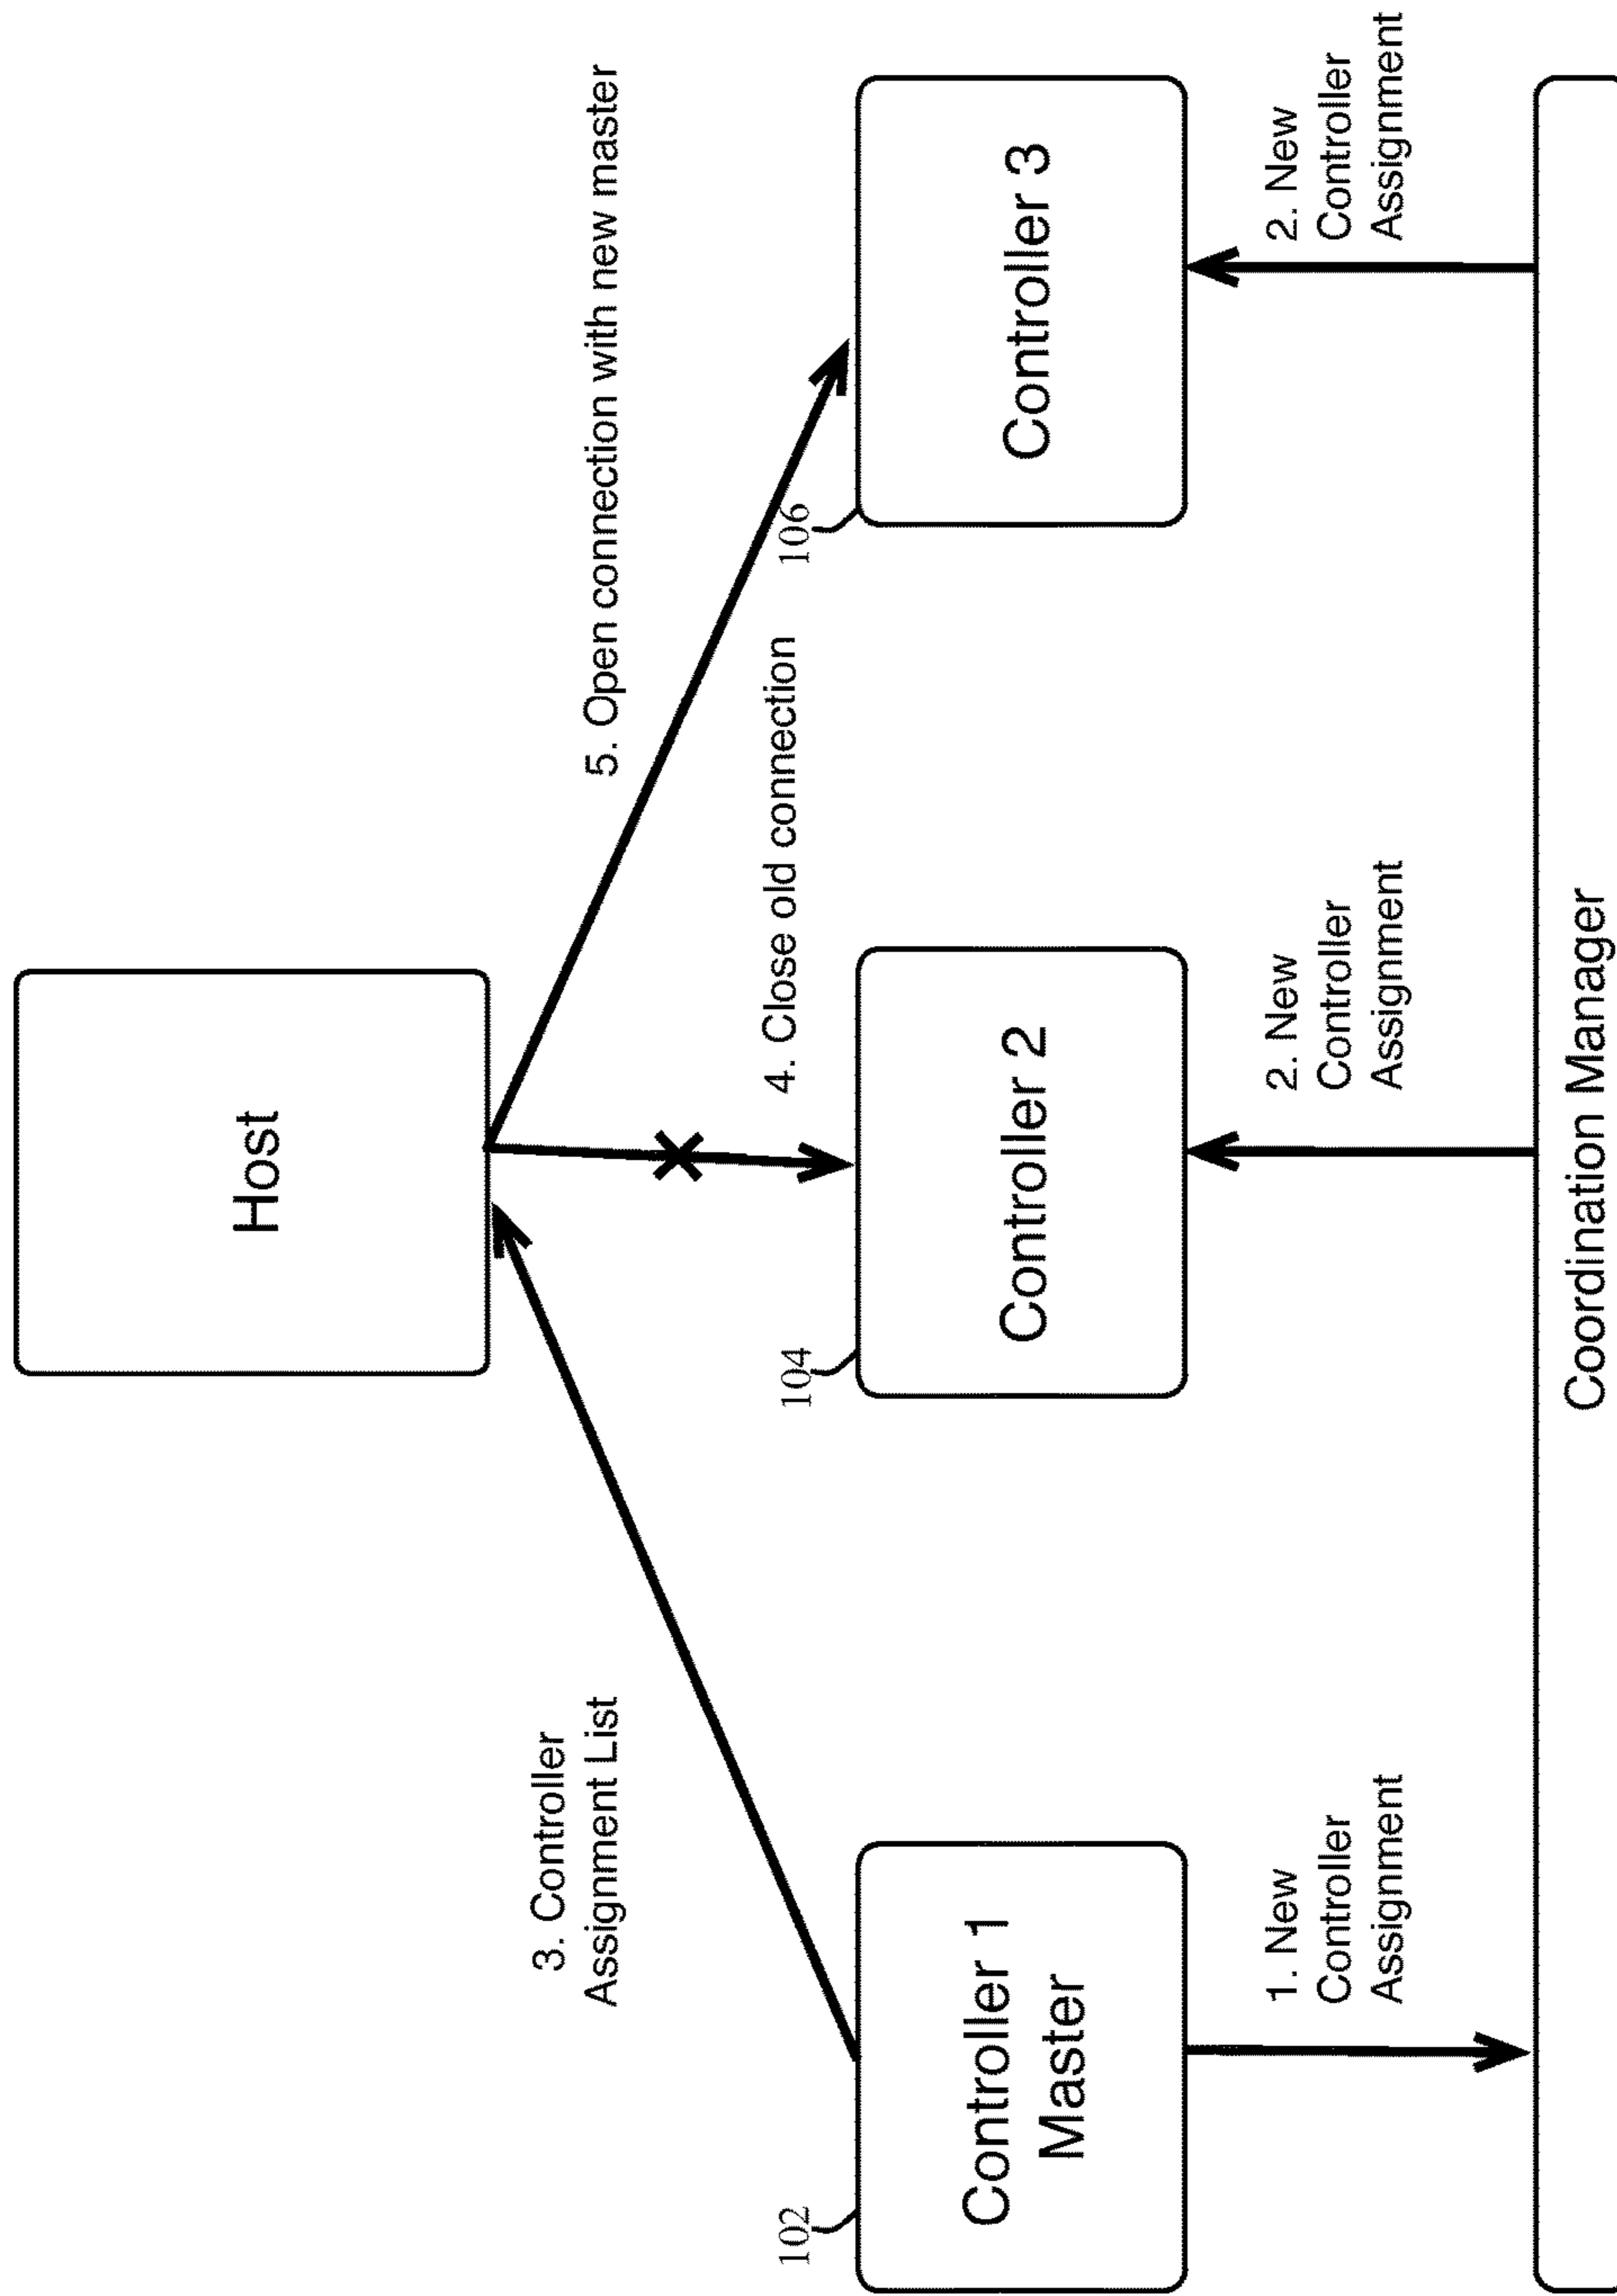 Host
3. Controller
Assignment List
5. Open connection with new master
4. Close old connection
102
104
106
Controller 1
Master
Controller 2
Controller 3
1. New
Controller
Assignment
2. New
Controller
Assignment
2. New
Controller
Assignment
Coordination Manager